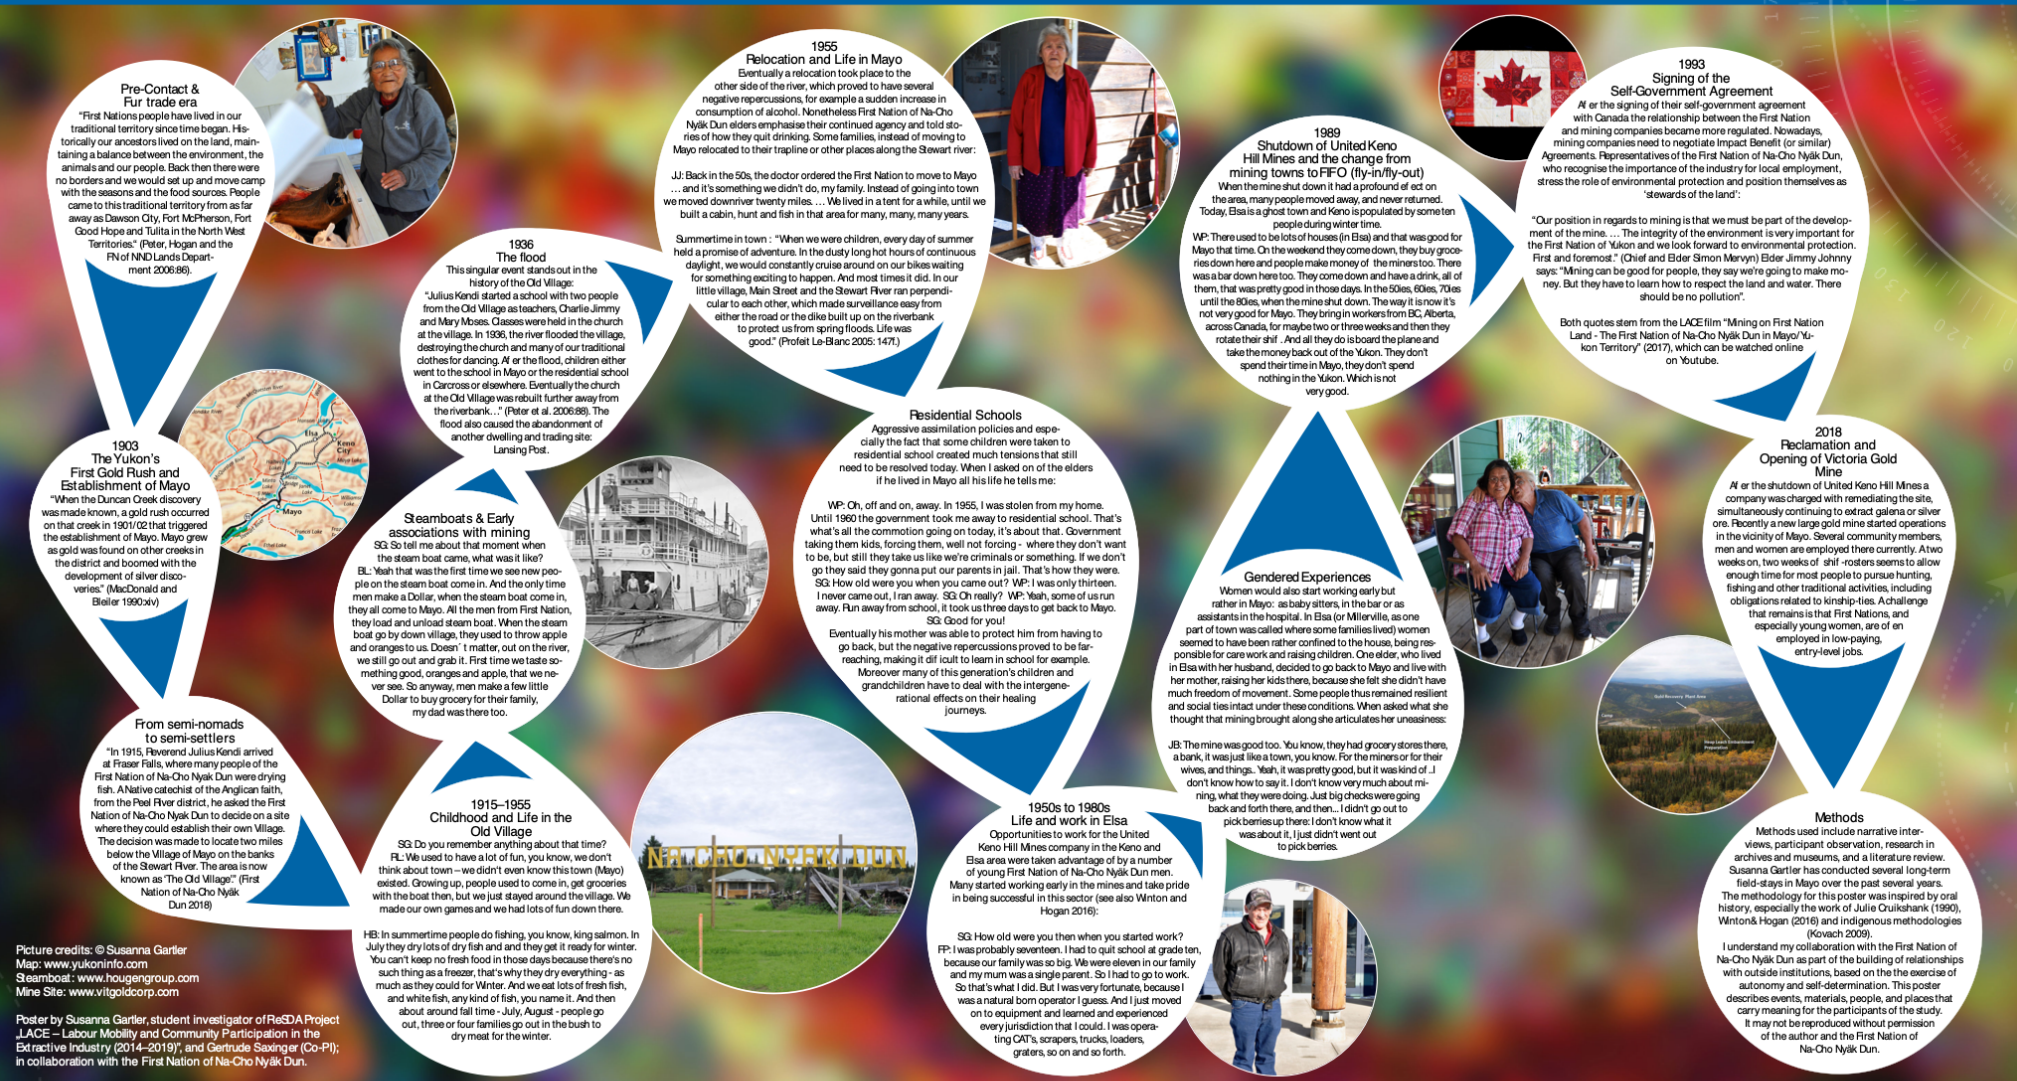 Pre-Contact &
Fur trade era
"First Nations people have lived in our
traditional territory since time began. His-
torically our ancestors lived on the land, main-
taining a balance between the environment, the
animals and our people. Back then there were
no borders and we would set up and move camp
with the seasons and the food sources. People
came to this traditional territory from as far
away as Dawson City, Fort McPherson, Fort
Good Hope and Tulita in the North West
Territories." (Peter, Hogan and the
FN of NND Lands Depart-
ment 2006:86).
1903
The Yukon's
First Gold Rush and
Establishment of Mayo
"When the Duncan Creek discovery
was made known, a gold rush occurred
on that creek in 1901/02 that triggered
the establishment of Mayo. Mayo grew
as gold was found on other creeks in
the district and boomed with the
development of silver disco-
veries." (MacDonald and
Bleiler 1990:xiv)
Elsa
Keno
City
Mayo
From semi-nomads
to semi-settlers
"In 1915, Reverend Julius Kendi arrived
at Fraser Falls, where many people of the
First Nation of Na-Cho Nyak Dun were drying
fish. A Native catechist of the Anglican faith,
from the Peel River district, he asked the First
Nation of Na-Cho Nyak Dun to decide on a site
where they could establish their own Village.
The decision was made to locate two miles
below the Village of Mayo on the banks
of the Stewart River. The area is now
known as 'The Old Village'." (First
Nation of Na-Cho Nyäk
Dun 2018)
1915–1955
Childhood and Life in the
Old Village
SG: Do you remember anything about that time?
RL: We used to have a lot of fun, you know, we don't
think about town – we didn't even know this town (Mayo)
existed. Growing up, people used to come in, get groceries
with the boat then, but we just stayed around the village. We
made our own games and we had lots of fun down there.
HB: In summertime people do fishing, you know, king salmon. In
July they dry lots of dry fish and and they get it ready for winter.
You can't keep no fresh food in those days because there's no
such thing as a freezer, that's why they dry everything - as
much as they could for Winter. And we eat lots of fresh fish,
and white fish, any kind of fish, you name it. And then
about around fall time - July, August - people go
out, three or four families go out in the bush to
dry meat for the winter.
Steamboats & Early
associations with mining
SG: So tell me about that moment when
the steam boat came, what was it like?
BL: Yeah that was the first time we see new peo-
ple on the steam boat come in. And the only time
men make a Dollar, when the steam boat come in,
they all come to Mayo. All the men from First Nation,
they load and unload steam boat. When the steam
boat go by down village, they used to throw apple
and oranges to us. Doesn´t matter, out on the river,
we still go out and grab it. First time we taste so-
mething good, oranges and apple, that we ne-
ver see. So anyway, men make a few little
Dollar to buy grocery for their family,
my dad was there too.
1936
The flood
This singular event stands out in the
history of the Old Village:
"Julius Kendi started a school with two people
from the Old Village as teachers, Charlie Jimmy
and Mary Moses. Classes were held in the church
at the village. In 1936, the river flooded the village,
destroying the church and many of our traditional
clothes for dancing. Af er the flood, children either
went to the school in Mayo or the residential school
in Carcross or elsewhere. Eventually the church
at the Old Village was rebuilt further away from
the riverbank…" (Peter et al. 2006:88). The
flood also caused the abandonment of
another dwelling and trading site:
Lansing Post.
1955
Relocation and Life in Mayo
Eventually a relocation took place to the
other side of the river, which proved to have several
negative repercussions, for example a sudden increase in
consumption of alcohol. Nonetheless First Nation of Na-Cho
Nyäk Dun elders emphasise their continued agency and told sto-
ries of how they quit drinking. Some families, instead of moving to
Mayo relocated to their trapline or other places along the Stewart river:
JJ: Back in the 50s, the doctor ordered the First Nation to move to Mayo
… and it's something we didn't do, my family. Instead of going into town
we moved downriver twenty miles. … We lived in a tent for a while, until we
built a cabin, hunt and fish in that area for many, many, many years.
Summertime in town : "When we were children, every day of summer
held a promise of adventure. In the dusty long hot hours of continuous
daylight, we would constantly cruise around on our bikes waiting
for something exciting to happen. And most times it did. In our
little village, Main Street and the Stewart River ran perpendi-
cular to each other, which made surveillance easy from
either the road or the dike built up on the riverbank
to protect us from spring floods. Life was
good." (Profeit Le-Blanc 2005: 147f.)
Residential Schools
Aggressive assimilation policies and espe-
cially the fact that some children were taken to
residential school created much tensions that still
need to be resolved today. When I asked on of the elders
if he lived in Mayo all his life he tells me:
WP: Oh, off and on, away. In 1955, I was stolen from my home.
Until 1960 the government took me away to residential school. That's
what's all the commotion going on today, it's about that. Government
taking them kids, forcing them, well not forcing - where they don't want
to be, but still they take us like we're criminals or something. If we don't
go they said they gonna put our parents in jail. That's how they were.
SG: How old were you when you came out? WP: I was only thirteen.
I never came out, I ran away. SG: Oh really? WP: Yeah, some of us run
away. Run away from school, it took us three days to get back to Mayo.
SG: Good for you!
Eventually his mother was able to protect him from having to
go back, but the negative repercussions proved to be far-
reaching, making it dif icult to learn in school for example.
Moreover many of this generation's children and
grandchildren have to deal with the intergene-
rational effects on their healing
journeys.
NA CHO NYAK DUN
1950s to 1980s
Life and work in Elsa
Opportunities to work for the United
Keno Hill Mines company in the Keno and
Elsa area were taken advantage of by a number
of young First Nation of Na-Cho Nyäk Dun men.
Many started working early in the mines and take pride
in being successful in this sector (see also Winton and
Hogan 2016):
SG: How old were you then when you started work?
FP: I was probably seventeen. I had to quit school at grade ten,
because our family was so big. We were eleven in our family
and my mum was a single parent. So I had to go to work.
So that's what I did. But I was very fortunate, because I
was a natural born operator I guess. And I just moved
on to equipment and learned and experienced
every jurisdiction that I could. I was opera-
ting CAT's, scrapers, trucks, loaders,
graters, so on and so forth.
Gendered Experiences
Women would also start working early but
rather in Mayo: as baby sitters, in the bar or as
assistants in the hospital. In Elsa (or Millerville, as one
part of town was called where some families lived) women
seemed to have been rather confined to the house, being res-
ponsible for care work and raising children. One elder, who lived
in Elsa with her husband, decided to go back to Mayo and live with
her mother, raising her kids there, because she felt she didn't have
much freedom of movement. Some people thus remained resilient
and social ties intact under these conditions. When asked what she
thought that mining brought along she articulates her uneasiness:
JB: The mine was good too. You know, they had grocery stores there,
a bank, it was just like a town, you know. For the miners or for their
wives, and things.. Yeah, it was pretty good, but it was kind of ..I
don't know how to say it. I don't know very much about mi-
ning, what they were doing. Just big checks were going
back and forth there, and then... I didn't go out to
pick berries up there: I don't know what it
was about it, I just didn't went out
to pick berries.
1989
Shutdown of United Keno
Hill Mines and the change from
mining towns to FIFO (fly-in/fly-out)
When the mine shut down it had a profound ef ect on
the area, many people moved away, and never returned.
Today, Elsa is a ghost town and Keno is populated by some ten
people during winter time.
WP: There used to be lots of houses (in Elsa) and that was good for
Mayo that time. On the weekend they come down, they buy groce-
ries down here and people make money of the miners too. There
was a bar down here too. They come down and have a drink, all of
them, that was pretty good in those days. In the 50ies, 60ies, 70ies
until the 80ies, when the mine shut down. The way it is now it's
not very good for Mayo. They bring in workers from BC, Alberta,
across Canada, for maybe two or three weeks and then they
rotate their shif . And all they do is board the plane and
take the money back out of the Yukon. They don't
spend their time in Mayo, they don't spend
nothing in the Yukon. Which is not
very good.
1993
Signing of the
Self-Government Agreement
Af er the signing of their self-government agreement
with Canada the relationship between the First Nation
and mining companies became more regulated. Nowadays,
mining companies need to negotiate Impact Benefit (or similar)
Agreements. Representatives of the First Nation of Na-Cho Nyäk Dun,
who recognise the importance of the industry for local employment,
stress the role of environmental protection and position themselves as
'stewards of the land':
"Our position in regards to mining is that we must be part of the develop-
ment of the mine. … The integrity of the environment is very important for
the First Nation of Yukon and we look forward to environmental protection.
First and foremost." (Chief and Elder Simon Mervyn) Elder Jimmy Johnny
says: "Mining can be good for people, they say we're going to make mo-
ney. But they have to learn how to respect the land and water. There
should be no pollution".
Both quotes stem from the LACE film "Mining on First Nation
Land - The First Nation of Na-Cho Nyäk Dun in Mayo/Yu-
kon Territory" (2017), which can be watched online
on Youtube.
2018
Reclamation and
Opening of Victoria Gold
Mine
Af er the shutdown of United Keno Hill Mines a
company was charged with remediating the site,
simultaneously continuing to extract galena or silver
ore. Recently a new large gold mine started operations
in the vicinity of Mayo. Several community members,
men and women are employed there currently. A two
weeks on, two weeks of shif -rosters seems to allow
enough time for most people to pursue hunting,
fishing and other traditional activities, including
obligations related to kinship-ties. A challenge
that remains is that First Nations, and
especially young women, are of en
employed in low-paying,
entry-level jobs.
Methods
Methods used include narrative inter-
views, participant observation, research in
archives and museums, and a literature review.
Susanna Gartler has conducted several long-term
field-stays in Mayo over the past several years.
The methodology for this poster was inspired by oral
history, especially the work of Julie Cruikshank (1990),
Winton& Hogan (2016) and indigenous methodologies
(Kovach 2009).
I understand my collaboration with the First Nation of
Na-Cho Nyäk Dun as part of the building of relationships
with outside institutions, based on the the exercise of
autonomy and self-determination. This poster
describes events, materials, people, and places that
carry meaning for the participants of the study.
It may not be reproduced without permission
of the author and the First Nation of
Na-Cho Nyäk Dun.
Picture credits: © Susanna Gartler
Map: www.yukoninfo.com
Steamboat: www.hougengroup.com
Mine Site: www.vitgoldcorp.com
Poster by Susanna Gartler, student investigator of ReSDA Project
„LACE – Labour Mobility and Community Participation in the
Extractive Industry (2014–2019)", and Gertrude Saxinger (Co-PI);
in collaboration with the First Nation of Na-Cho Nyäk Dun.